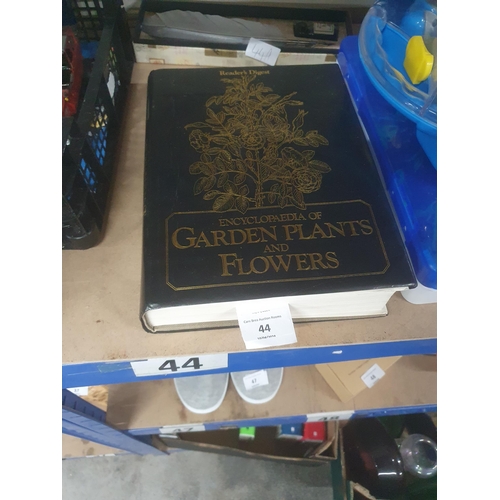 Reader's Digest
ENCYCLOPAEDIA OF
GARDEN PLANTS
AND
FLOWERS
44
44